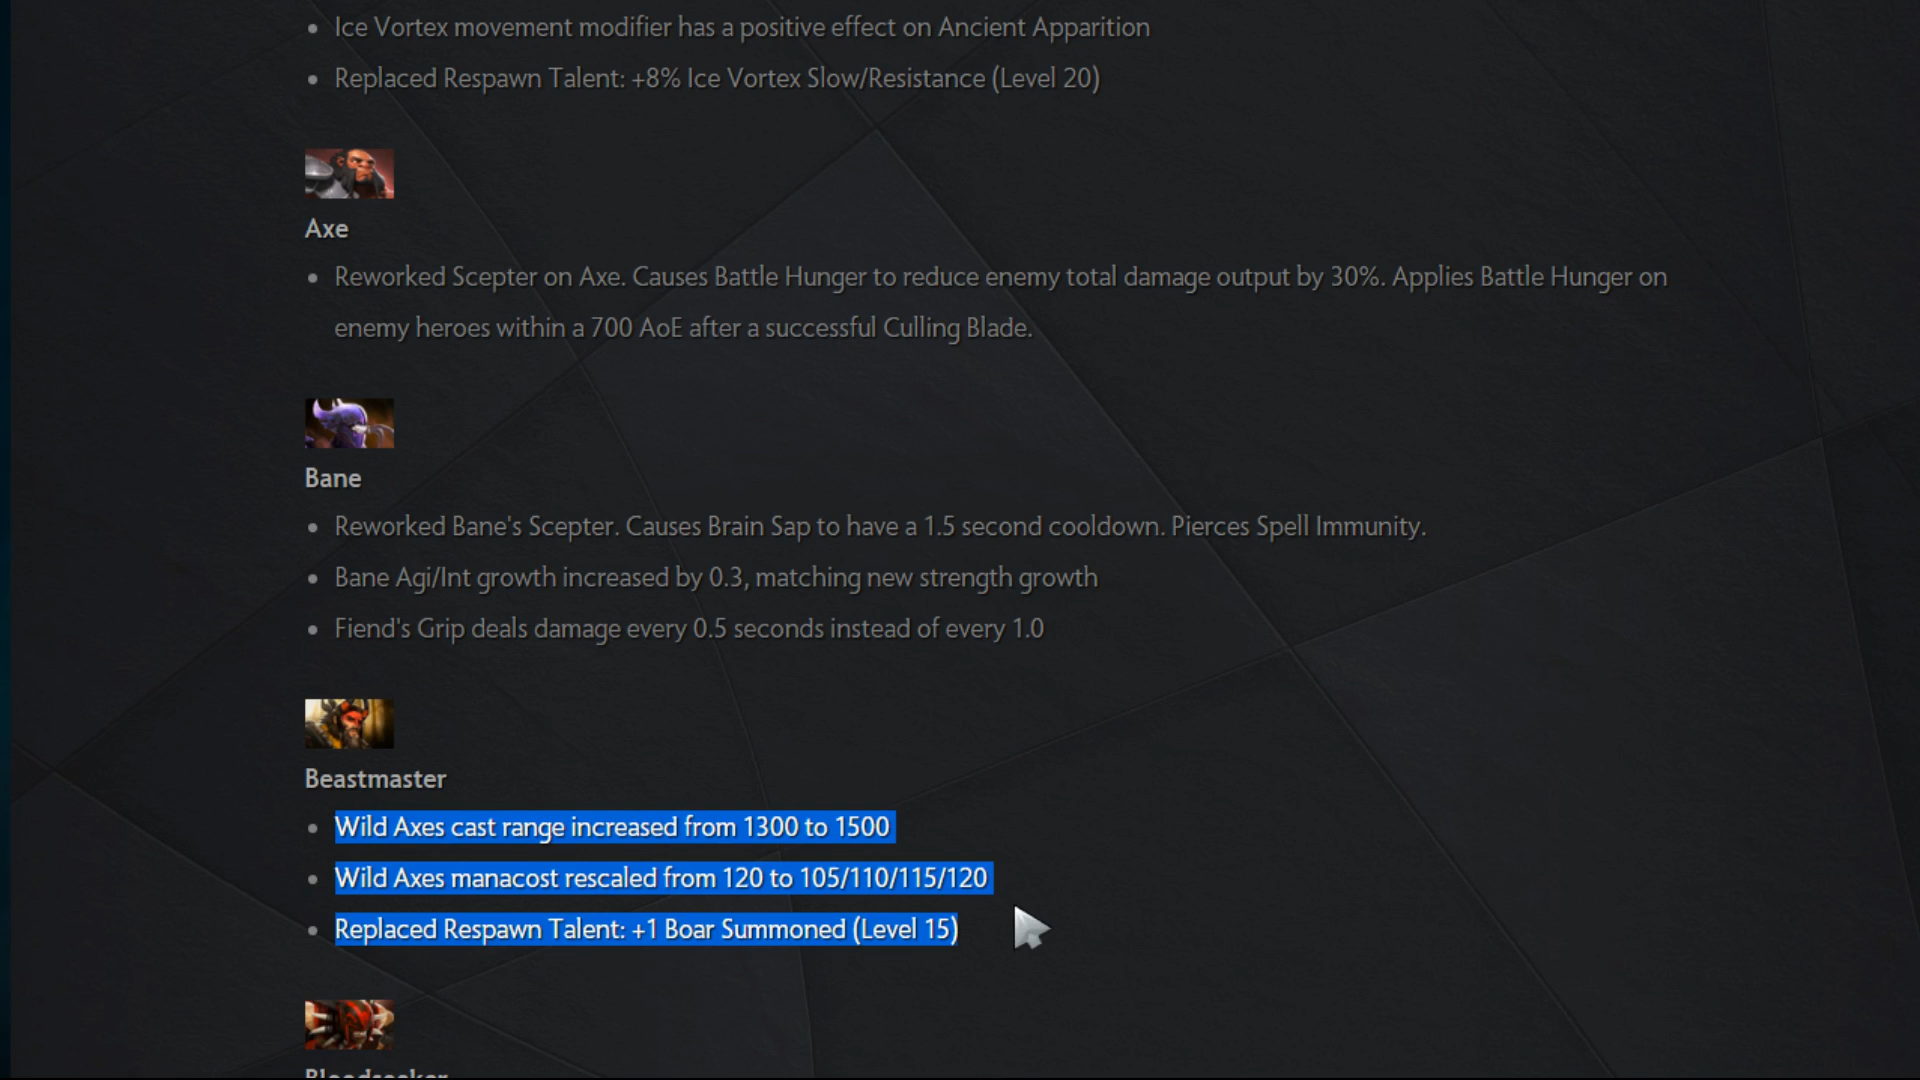 Ice Vortex movement modifier has a positive effect on Ancient Apparition
Replaced Respawn Talent: +8% Ice Vortex Slow/Resistance (Level 20)
Axe
Reworked Scepter on Axe. Causes Battle Hunger to reduce enemy total damage output by 30%. Applies Battle Hunger on
enemy heroes within a 700 AoE after a successful Culling Blade.
Bane
Reworked Bane's Scepter. Causes Brain Sap to have a 1.5 second cooldown. Pierces Spell Immunity.
Bane Agi/Int growth increased by 0.3, matching new strength growth
Fiend's Grip deals damage every 0.5 seconds instead of every 1.0
Beastmaster
Wild Axes cast range increased from 1300 to 1500
Wild Axes manacost rescaled from 120 to 105/110/115/120
Replaced Respawn Talent: +1 Boar Summoned (Level 15)
Bloodseeker